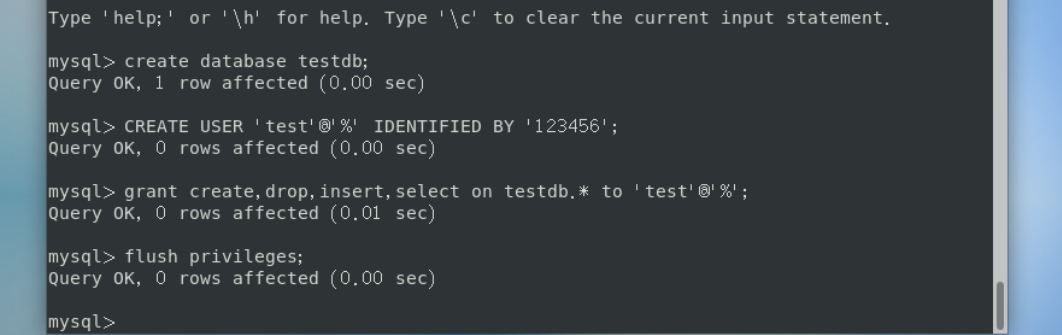 Type 'help;' or '\h' for help. Type '\c' to clear the current input statement.
mysql> create database testdb;
Query OK, 1 row affected (0.00 sec)
mysql> CREATE USER 'test'@'%' IDENTIFIED BY '123456';
Query OK, 0 rows affected (0.00 sec)
mysql> grant create,drop,insert,select on testdb.* to 'test'@'%';
Query OK, 0 rows affected (0.01 sec)
mysql> flush privileges;
Query OK, 0 rows affected (0.00 sec)
mysql>